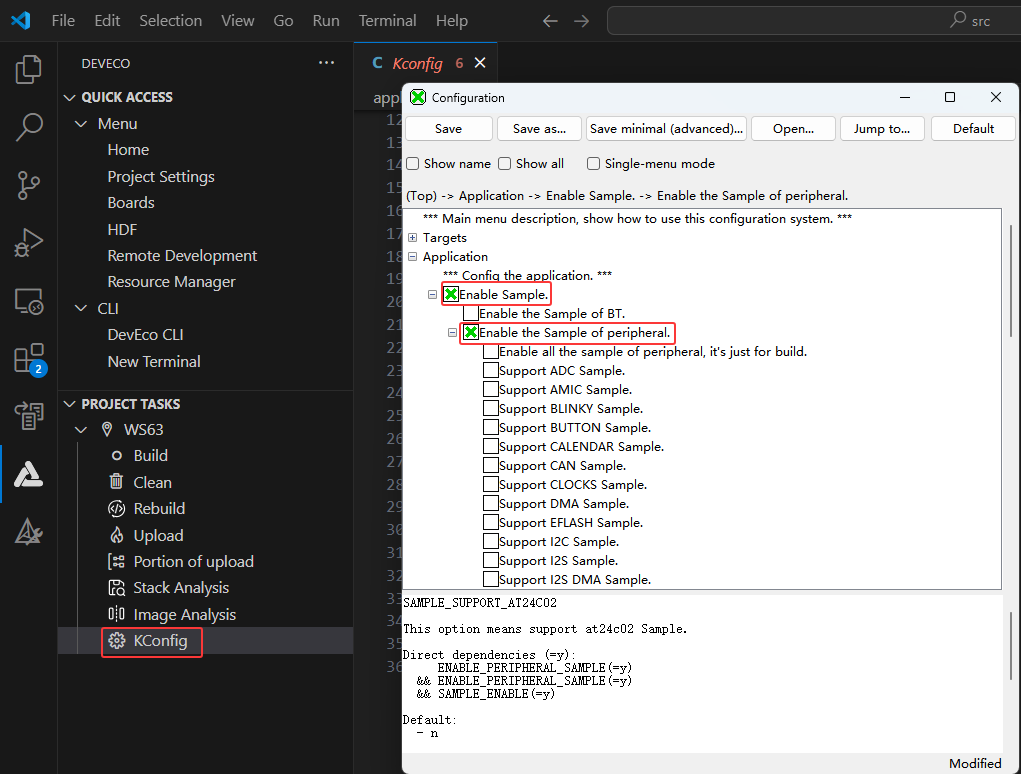 File Edit Selection View Go Run Terminal Help
src
DEVECO
QUICK ACCESS
Menu
Home
Project Settings
Boards
HDF
Remote Development
Resource Manager
CLI
DevEco CLI
New Terminal
2
PROJECT TASKS
WS63
Build
Clean
Rebuild
Upload
Portion of upload
Stack Analysis
Image Analysis
KConfig
C Kconfig 6
appl
12
13
14
15
16
17
18
19
20
21
22
23
24
25
26
27
28
29
30
31
32
33
34
35
36
Configuration
Save Save as... Save minimal (advanced)... Open... Jump to... Default
Show name Show all Single-menu mode
(Top) -> Application -> Enable Sample. -> Enable the Sample of peripheral.
*** Main menu description, show how to use this configuration system. ***
Targets
Application
*** Config the application. ***
Enable Sample.
Enable the Sample of BT.
Enable the Sample of peripheral.
Enable all the sample of peripheral, it's just for build.
Support ADC Sample.
Support AMIC Sample.
Support BLINKY Sample.
Support BUTTON Sample.
Support CALENDAR Sample.
Support CAN Sample.
Support CLOCKS Sample.
Support DMA Sample.
Support EFLASH Sample.
Support I2C Sample.
Support I2S Sample.
Support I2S DMA Sample.
SAMPLE_SUPPORT_AT24C02
This option means support at24c02 Sample.
Direct dependencies (=y):
ENABLE_PERIPHERAL_SAMPLE(=y)
&& ENABLE_PERIPHERAL_SAMPLE(=y)
&& SAMPLE_ENABLE(=y)
Default:
- n
Modified